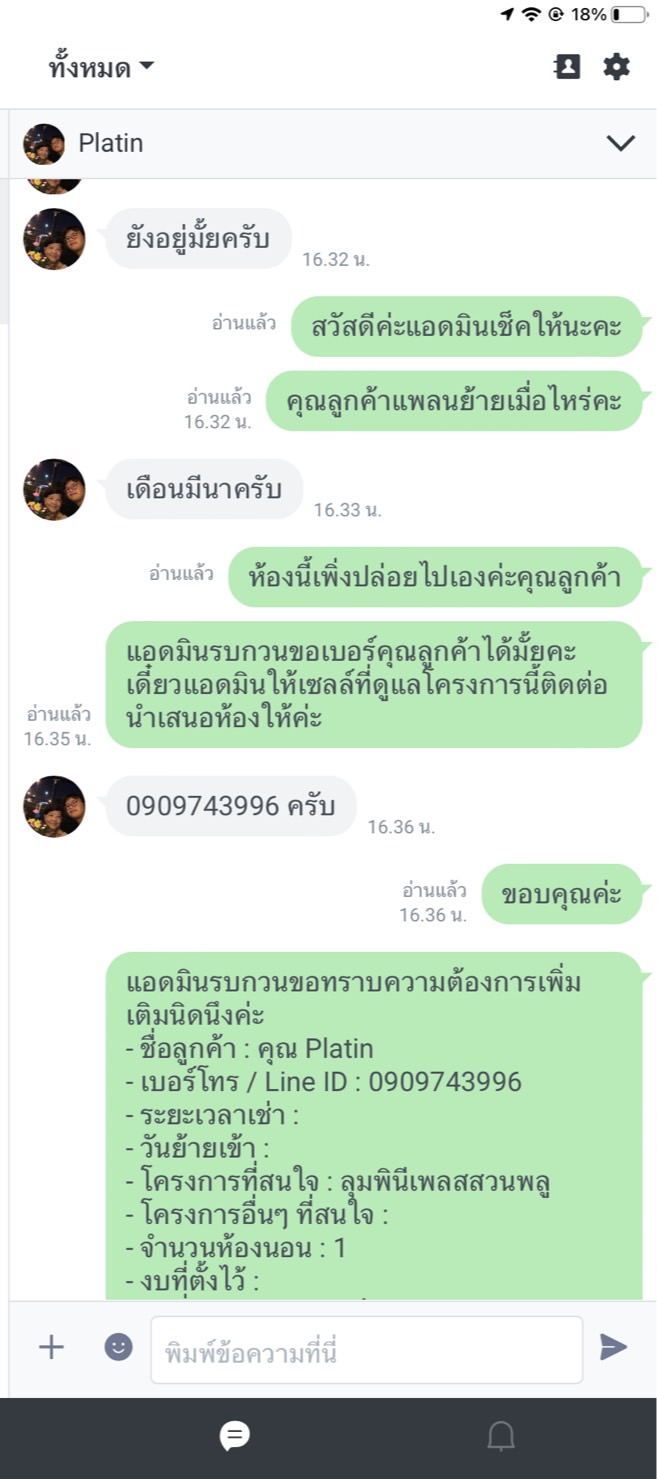 18%
ทั้งหมด
Platin
ยังอยู่มั้ยครับ
16.32 น.
อ่านแล้ว
สวัสดีค่ะแอดมินเช็คให้นะคะ
อ่านแล้ว
16.32 น.
คุณลูกค้าแพลนย้ายเมื่อไหร่คะ
เดือนมีนาครับ
16.33 น.
อ่านแล้ว
ห้องนี้เพิ่งปล่อยไปเองค่ะคุณลูกค้า
แอดมินรบกวนขอเบอร์คุณลูกค้าได้มั้ยคะ
เดี๋ยวแอดมินให้เซลล์ที่ดูแลโครงการนี้ติดต่อ
นำเสนอห้องให้ค่ะ
อ่านแล้ว
16.35 น.
0909743996 ครับ
16.36 น.
อ่านแล้ว
16.36 น.
ขอบคุณค่ะ
แอดมินรบกวนขอทราบความต้องการเพิ่ม
เติมนิดนึงค่ะ
- ชื่อลูกค้า : คุณ Platin
- เบอร์โทร / Line ID : 0909743996
- ระยะเวลาเช่า :
- วันย้ายเข้า :
- โครงการที่สนใจ : ลุมพินีเพลสสวนพลู
- โครงการอื่นๆ ที่สนใจ :
- จำนวนห้องนอน : 1
- งบที่ตั้งไว้ :
พิมพ์ข้อความที่นี่